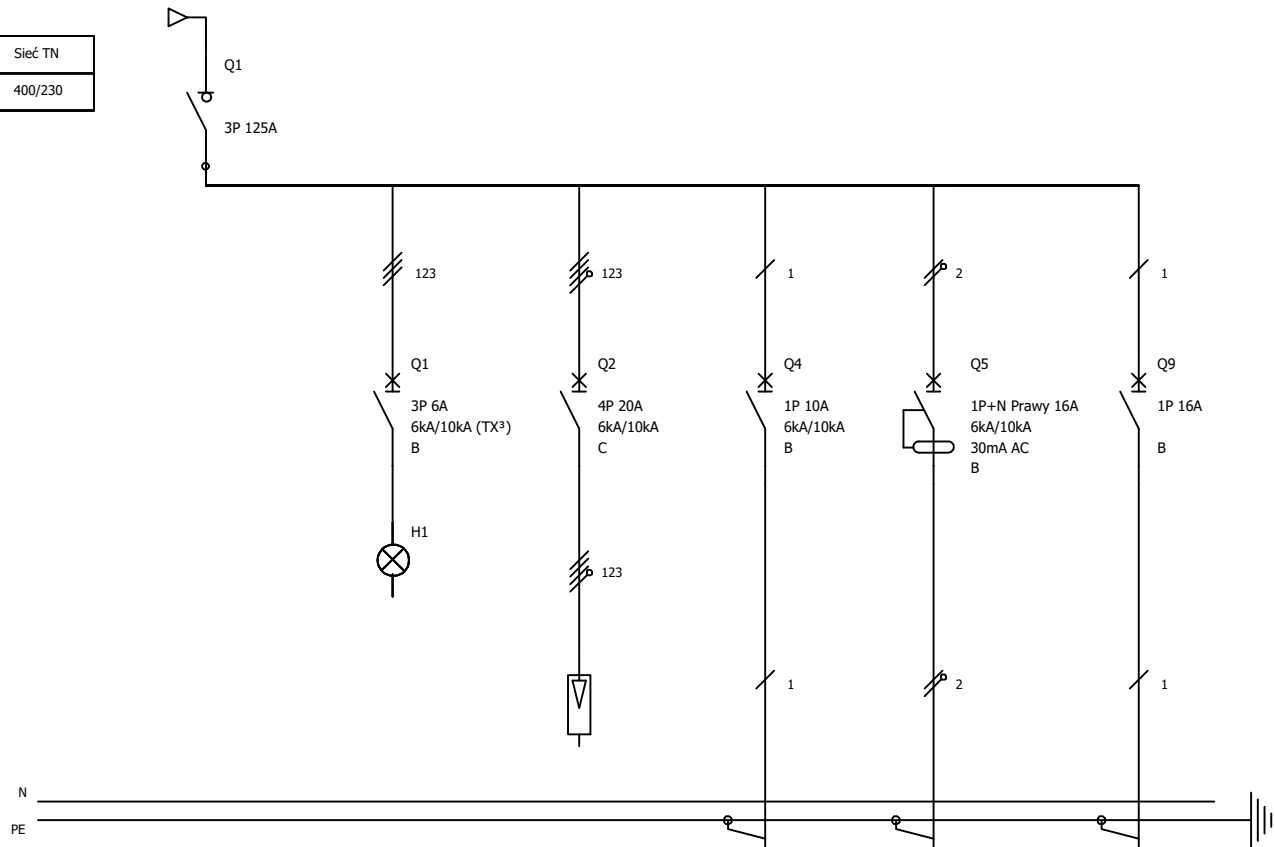 Sieć TN
400/230
Q1
3P 125A
123
123
1
2
1
Q1
3P 6A
6kA/10kA (TX³)
B
Q2
4P 20A
6kA/10kA
C
Q4
1P 10A
6kA/10kA
B
Q5
1P+N Prawy 16A
6kA/10kA
30mA AC
B
Q9
1P 16A
B
H1
123
1
2
1
N
PE